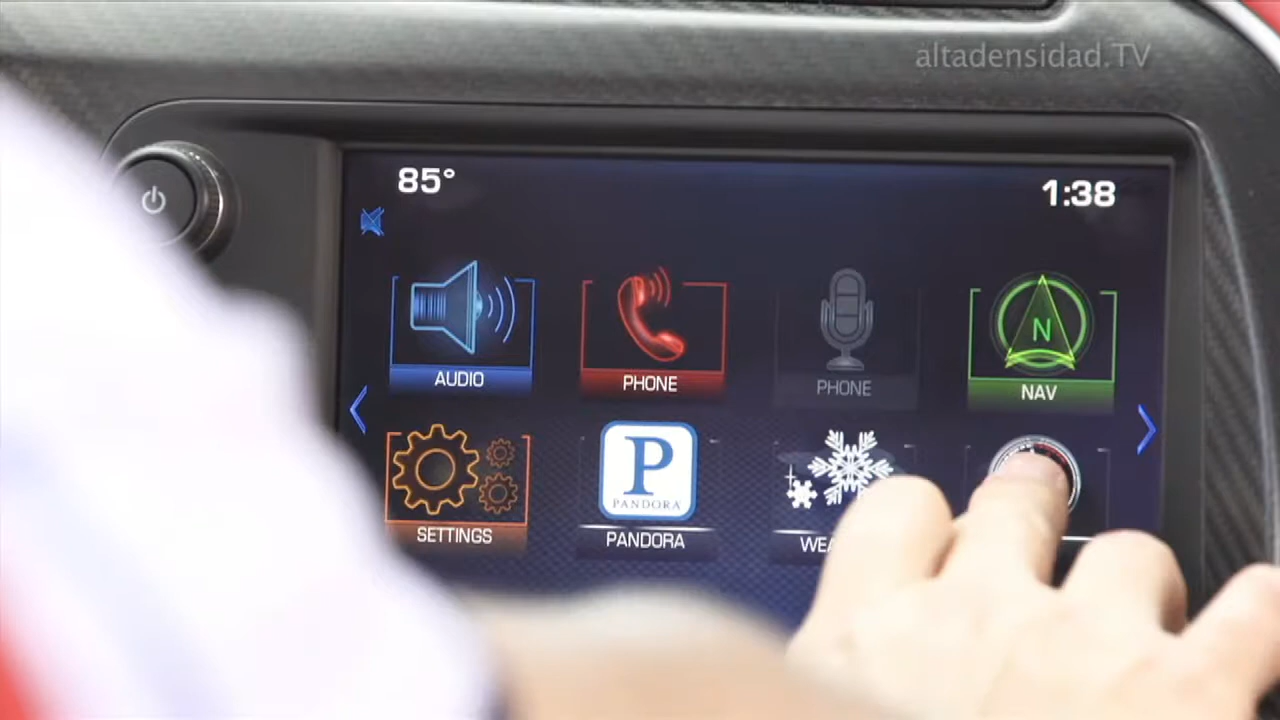 altadensidad.TV
85°
1:38
AUDIO
PHONE
PHONE
N
NAV
SETTINGS
P
PANDORA
PANDORA